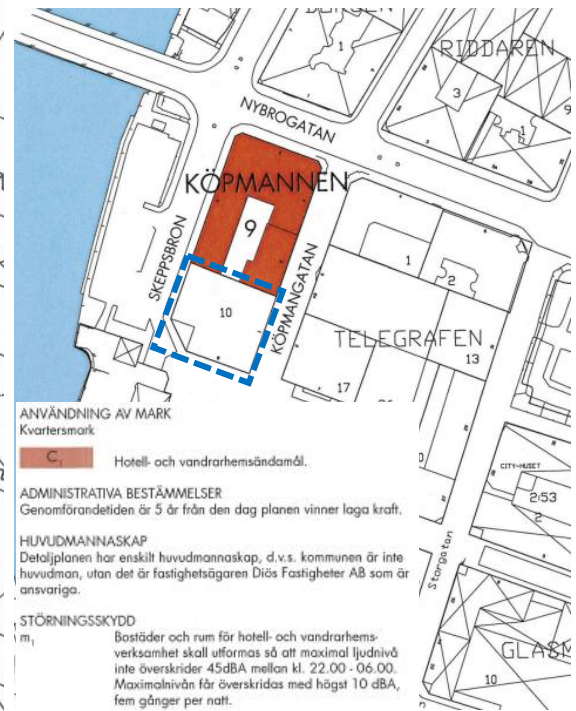 BORGEN
1
RIDDAREN
3
1
9
NYBROGATAN
KÖPMANNEN
9
SKEPPSBRON
KÖPMANGATAN
1
2
10
TELEGRAFEN
13
17
CITY-HUSET
2:53
2
Storgatan
GLASM
10
ANVÄNDNING AV MARK
Kvartersmark
C1
Hotell- och vandrarhemsändamål.
ADMINISTRATIVA BESTÄMMELSER
Genomförandetiden är 5 år från den dag planen vinner laga kraft.
HUVUDMANNASKAP
Detaljplanen har enskilt huvudmannaskap, d.v.s. kommunen är inte
huvudman, utan det är fastighetsägaren Diös Fastigheter AB som är
ansvariga.
STÖRNINGSSKYDD
m1
Bostäder och rum för hotell- och vandrarhems-
verksamhet skall utformas så att maximal ljudnivå
inte överskrider 45dBA mellan kl. 22.00 - 06.00.
Maximalnivån får överskridas med högst 10 dBA,
fem gånger per natt.